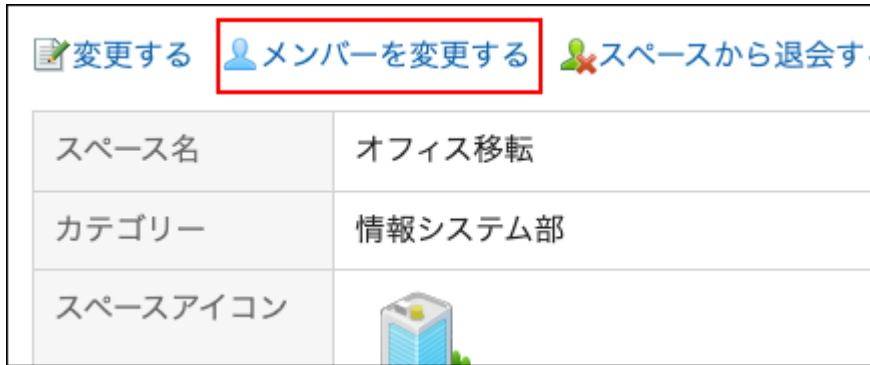 変更する メンバーを変更する スペースから退会す
スペース名 オフィス移転
カテゴリー 情報システム部
スペースアイコン